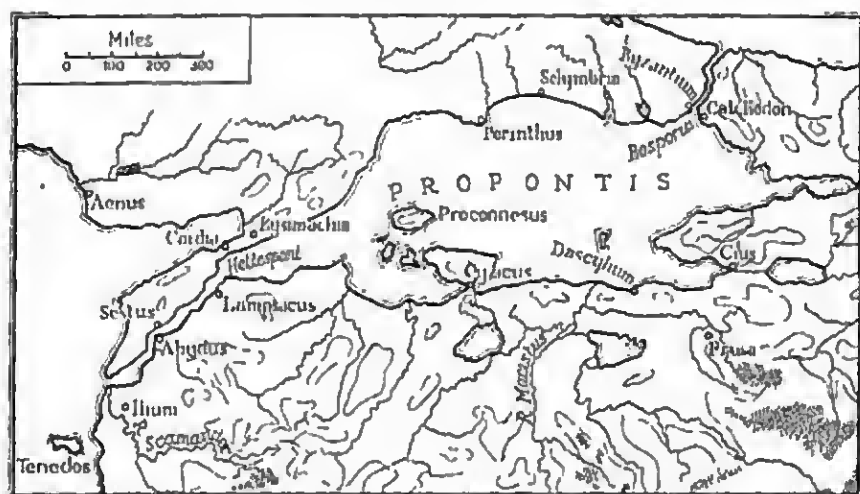 Miles
0 100 200 300
Selymbria
Byzantium
Calchedon
Bosporus
Perinthus
PROPONTIS
Aenus
Proconnesus
Lysimachia
Cardia
Hellespont
Dascylium
Cius
Cyzicus
Sestus
Lampsacus
Abydus
R. Macestus
Prusa
Ilium
Scamander
Tenedos